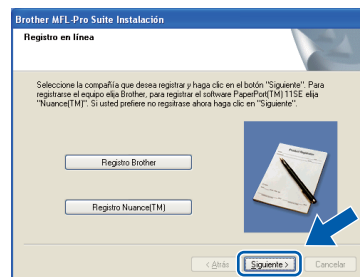 Brother MFL-Pro Suite Instalación
Registro en línea
Seleccione la compañía que desea registrar y haga clic en el botón "Siguiente". Para
registrarse el equipo elija Brother, para registrar el software PaperPort(TM) 11SE elija
"Nuance(TM)". Si usted prefiere no regsitrase ahora haga clic en "Siguiente".
Registro Brother
Registro Nuance(TM)
Product Registration
< Atrás
Siguiente >
Cancelar